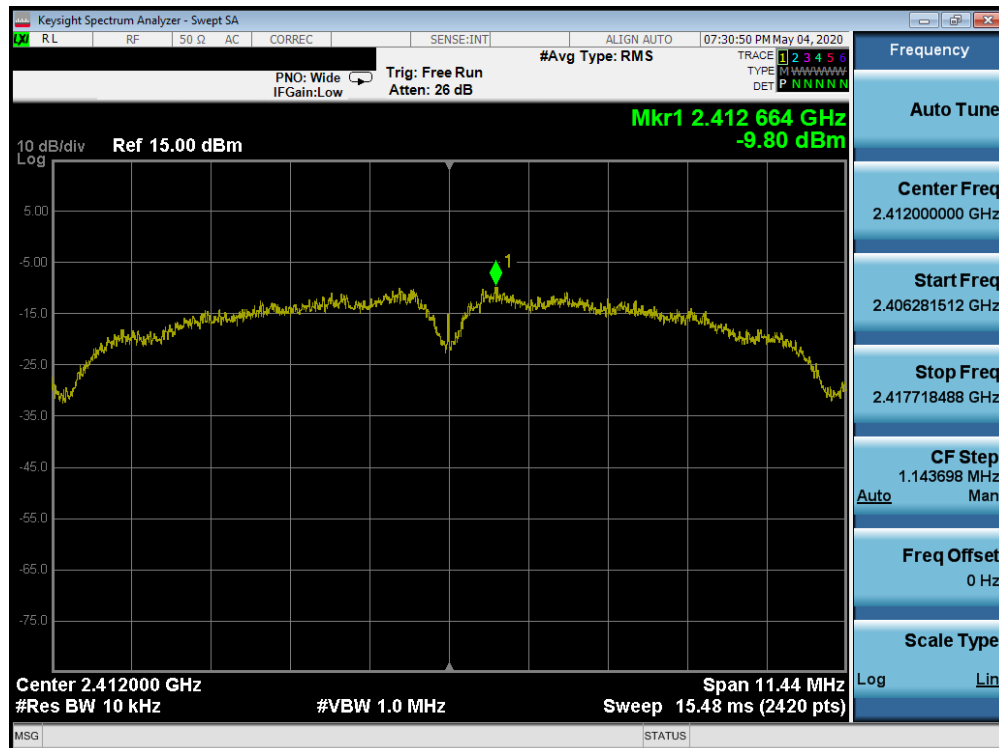 Keysight Spectrum Analyzer - Swept SA
LXI RL RF 50 Ω AC CORREC SENSE:INT ALIGN AUTO 07:30:50 PM May 04, 2020
Frequency
#Avg Type: RMS
TRACE 1 2 3 4 5 6
PNO: Wide Trig: Free Run
TYPE M WWWWW
IFGain:Low Atten: 26 dB
DET P N N N N N
Auto Tune
Mkr1 2.412 664 GHz
-9.80 dBm
10 dB/div Ref 15.00 dBm
Log
1
5.00
-5.00
-15.0
-25.0
-35.0
-45.0
-55.0
-65.0
-75.0
Center 2.412000 GHz Span 11.44 MHz
#Res BW 10 kHz #VBW 1.0 MHz Sweep 15.48 ms (2420 pts)
Center Freq
2.412000000 GHz
Start Freq
2.406281512 GHz
Stop Freq
2.417718488 GHz
CF Step
1.143698 MHz
Auto Man
Freq Offset
0 Hz
Scale Type
Log Lin
MSG STATUS